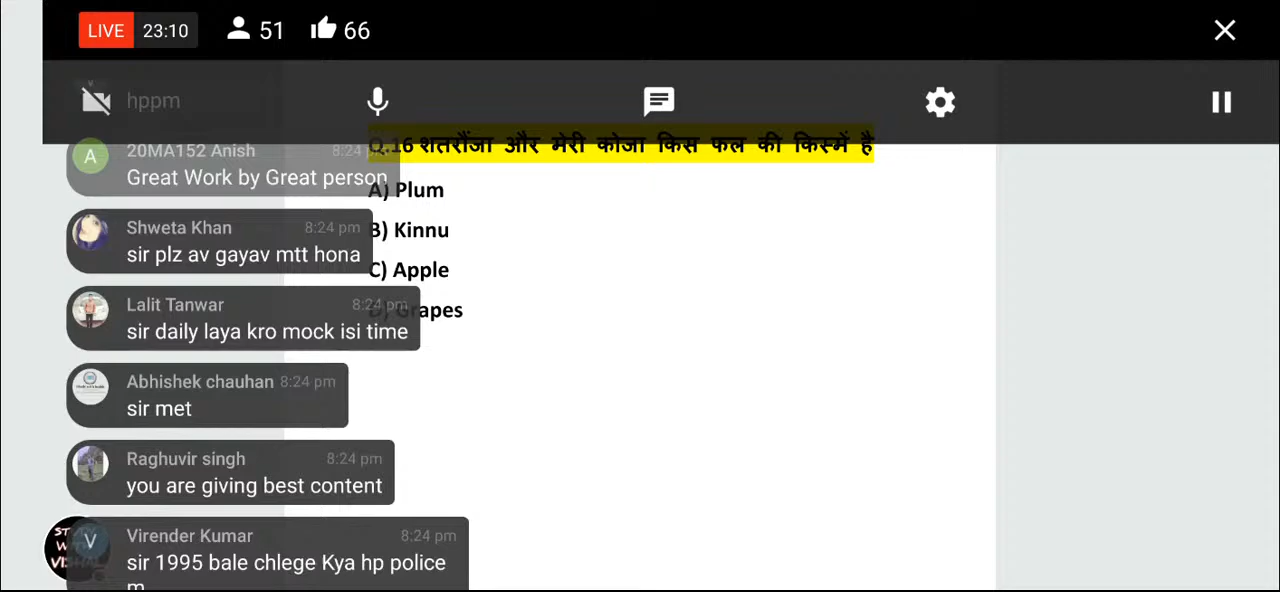 LIVE 23:10 51 66
hppm
Q.16 शतरौंजा और मेरी कोजा किस फल की किस्में है
A) Plum
B) Kinnu
C) Apple
D) Grapes
20MA152 Anish 8:24 pm
Great Work by Great person
Shweta Khan 8:24 pm
sir plz av gayav mtt hona
Lalit Tanwar 8:24 pm
sir daily laya kro mock isi time
Abhishek chauhan 8:24 pm
sir met
Raghuvir singh 8:24 pm
you are giving best content
Virender Kumar 8:24 pm
sir 1995 bale chlege Kya hp police
V
A